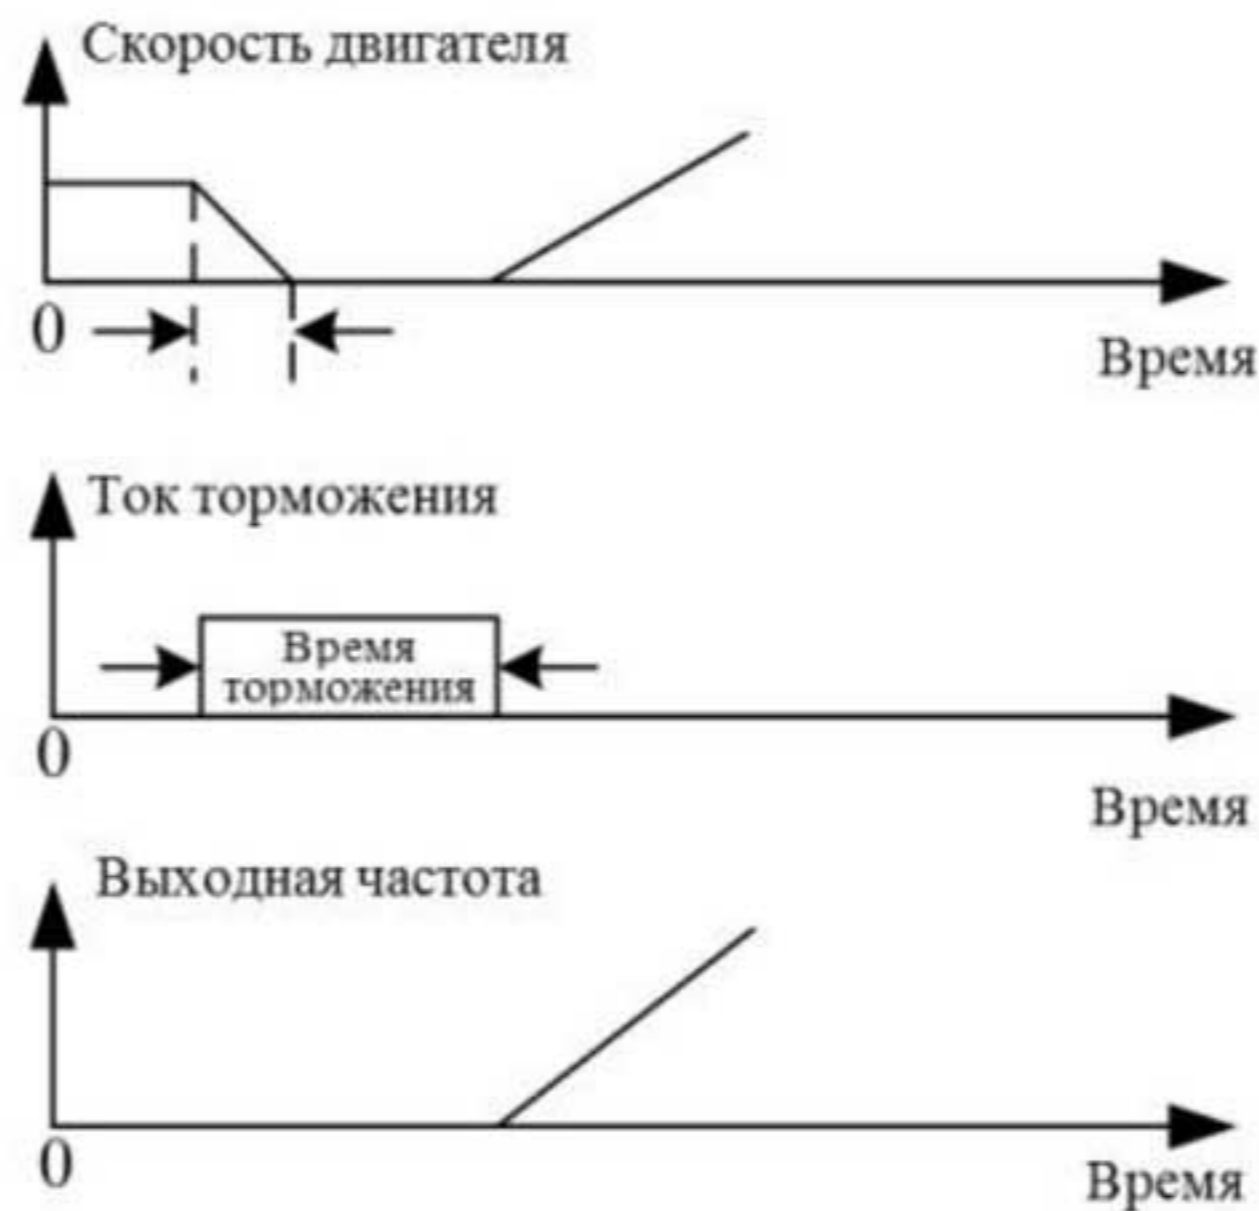 Скорость двигателя
0
Время
Ток торможения
Время
торможения
0
Время
Выходная частота
0
Время